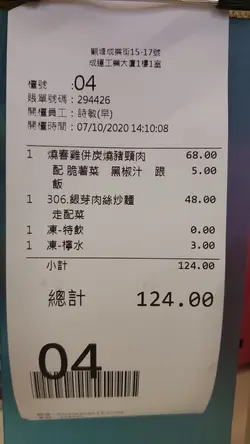 觀塘成業街15-17號
成運工業大廈1樓1室
檯號：04
賬單號碼：294426
開檯員工：詩敏(早)
開檯時間：07/10/2020 14:10:08
1 燒春雞併炭燒豬頸肉 68.00
配 脆薯菜 黑椒汁 跟 5.00
飯
1 306.銀芽肉絲炒麵 48.00
走配菜
1 凍-特飲 0.00
1 凍-檸水 3.00
小計 124.00
總計 124.00
04